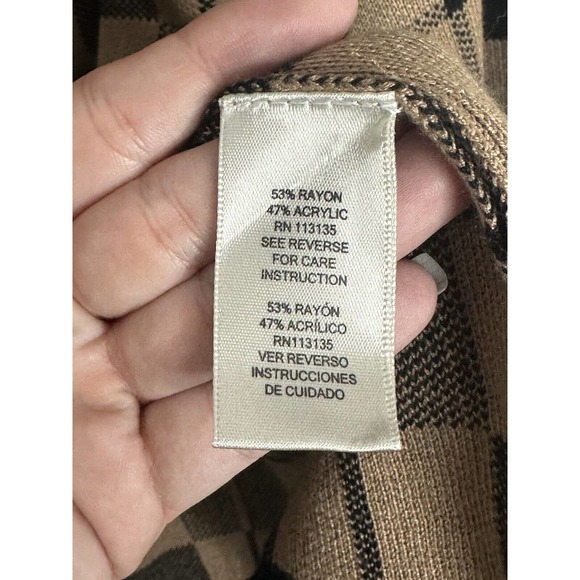 53% RAYON
47% ACRYLIC
RN 113135
SEE REVERSE
FOR CARE
INSTRUCTION
53% RAYÓN
47% ACRÍLICO
RN113135
VER REVERSO
INSTRUCCIONES
DE CUIDADO